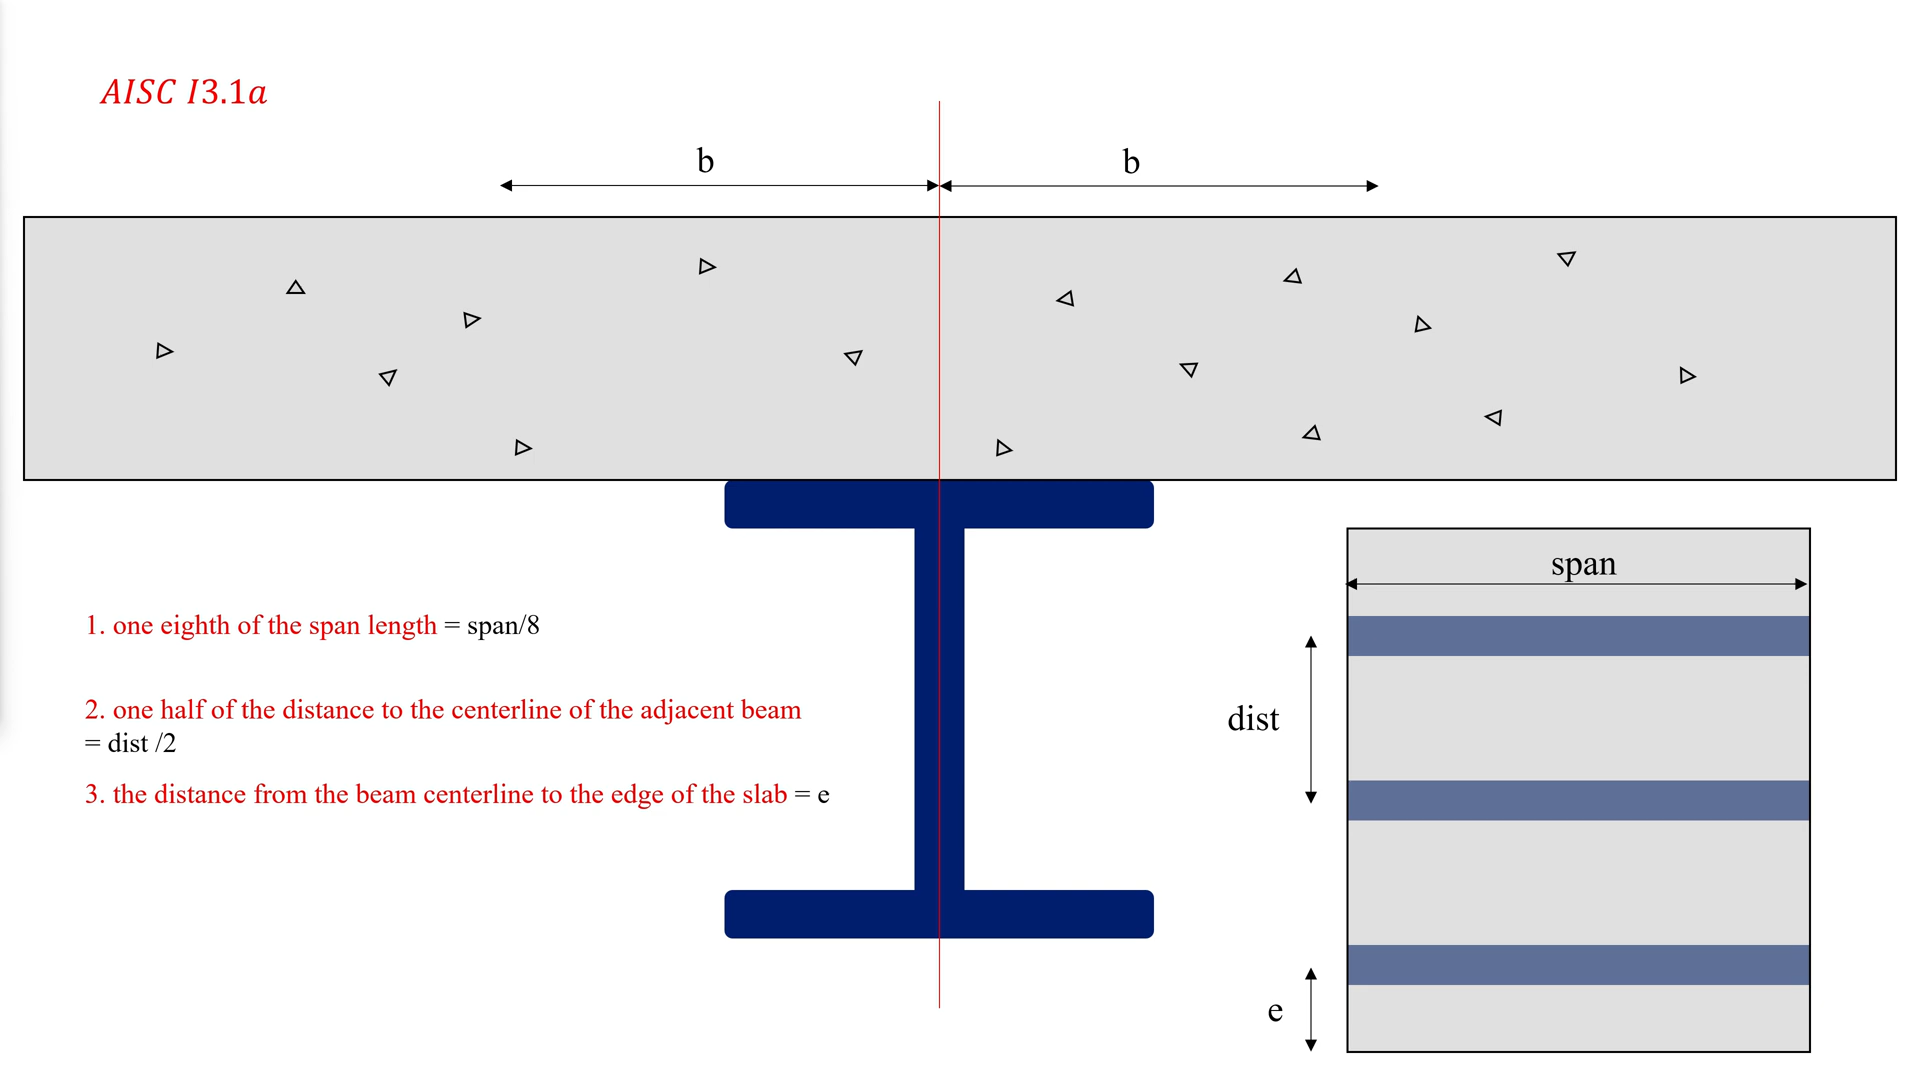 AISC I3.1a
b
b
1. one eighth of the span length = span/8
2. one half of the distance to the centerline of the adjacent beam
= dist /2
3. the distance from the beam centerline to the edge of the slab = e
span
dist
e